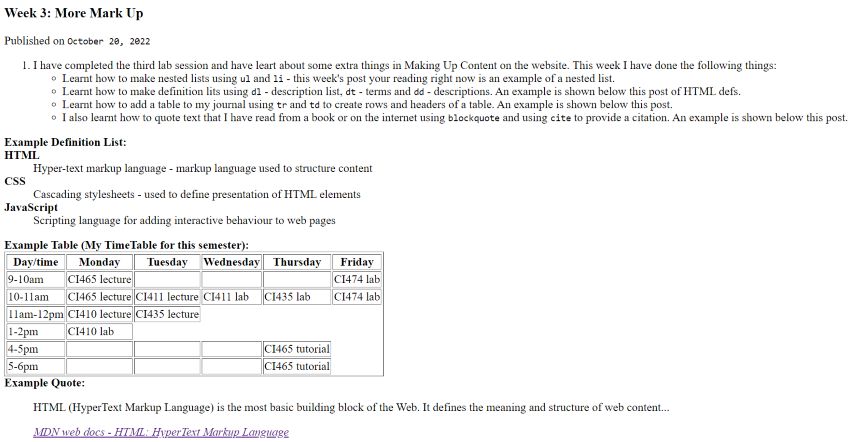 Week 3: More Mark Up
Published on October 20, 2022
1. I have completed the third lab session and have leart about some extra things in Making Up Content on the website. This week I have done the following things:
Learnt how to make nested lists using ul and li - this week's post your reading right now is an example of a nested list.
Learnt how to make definition lits using dl - description list, dt - terms and dd - descriptions. An example is shown below this post of HTML defs.
Learnt how to add a table to my journal using tr and td to create rows and headers of a table. An example is shown below this post.
I also learnt how to quote text that I have read from a book or on the internet using blockquote and using cite to provide a citation. An example is shown below this post.
Example Definition List:
HTML
Hyper-text markup language - markup language used to structure content
CSS
Cascading stylesheets - used to define presentation of HTML elements
JavaScript
Scripting language for adding interactive behaviour to web pages
Example Table (My TimeTable for this semester):
Day/time Monday Tuesday Wednesday Thursday Friday
9-10am CI465 lecture CI474 lab
10-11am CI465 lecture CI411 lecture CI411 lab CI435 lab CI474 lab
11am-12pm CI410 lecture CI435 lecture
1-2pm CI410 lab
4-5pm CI465 tutorial
5-6pm CI465 tutorial
Example Quote:
HTML (HyperText Markup Language) is the most basic building block of the Web. It defines the meaning and structure of web content...
MDN web docs - HTML: HyperText Markup Language